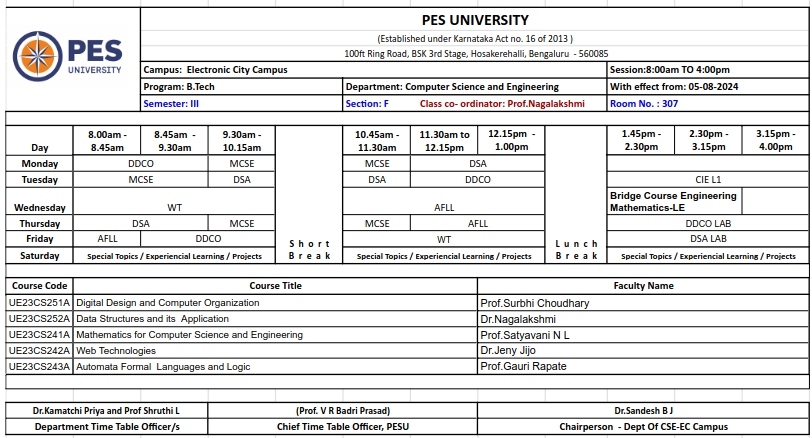 PES
UNIVERSITY
PES UNIVERSITY
(Established under Karnataka Act no. 16 of 2013 )
100ft Ring Road, BSK 3rd Stage, Hosakerehalli, Bengaluru - 560085
Campus: Electronic City Campus Session:8:00am TO 4:00pm
Program: B.Tech Department: Computer Science and Engineering With effect from: 05-08-2024
Semester: III Section: F Class co- ordinator: Prof.Nagalakshmi Room No. : 307
Day 8.00am - 8.45am 8.45am - 9.30am 9.30am - 10.15am 10.45am - 11.30am 11.30am to 12.15pm 12.15pm - 1.00pm 1.45pm - 2.30pm 2.30pm - 3.15pm 3.15pm - 4.00pm
Monday DDCO MCSE MCSE DSA
Tuesday MCSE DSA DSA DDCO CIE L1
Wednesday WT AFLL Bridge Course Engineering Mathematics-LE
Thursday DSA MCSE MCSE AFLL DDCO LAB
Friday AFLL DDCO WT DSA LAB
Short Break
Lunch Break
Saturday Special Topics / Experiencial Learning / Projects Special Topics / Experiencial Learning / Projects Special Topics / Experiencial Learning / Projects
Course Code Course Title Faculty Name
UE23CS251A Digital Design and Computer Organization Prof.Surbhi Choudhary
UE23CS252A Data Structures and its Application Dr.Nagalakshmi
UE23CS241A Mathematics for Computer Science and Engineering Prof.Satyavani N L
UE23CS242A Web Technologies Dr.Jeny Jijo
UE23CS243A Automata Formal Languages and Logic Prof.Gauri Rapate
Dr.Kamatchi Priya and Prof Shruthi L (Prof. V R Badri Prasad) Dr.Sandesh B J
Department Time Table Officer/s Chief Time Table Officer, PESU Chairperson - Dept Of CSE-EC Campus